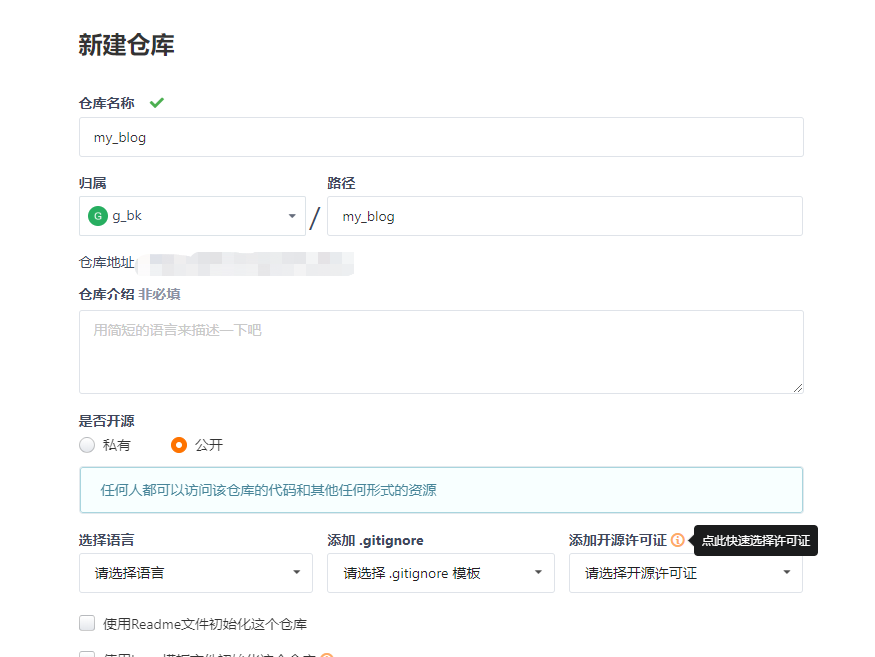 新建仓库
仓库名称
my_blog
归属 路径
G g_bk / my_blog
仓库地址
仓库介绍 非必填
用简短的语言来描述一下吧
是否开源
私有 公开
任何人都可以访问该仓库的代码和其他任何形式的资源
选择语言 添加 .gitignore 添加开源许可证 点此快速选择许可证
请选择语言 请选择 .gitignore 模板 请选择开源许可证
使用Readme文件初始化这个仓库